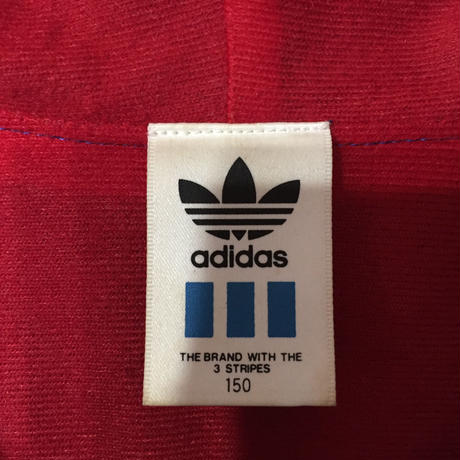 adidas
THE BRAND WITH THE
3 STRIPES
150